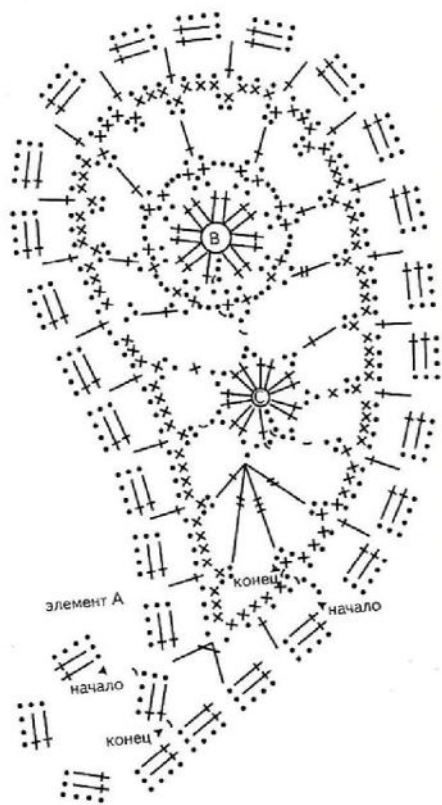 B
C
конец
элемент А
начало
начало
конец